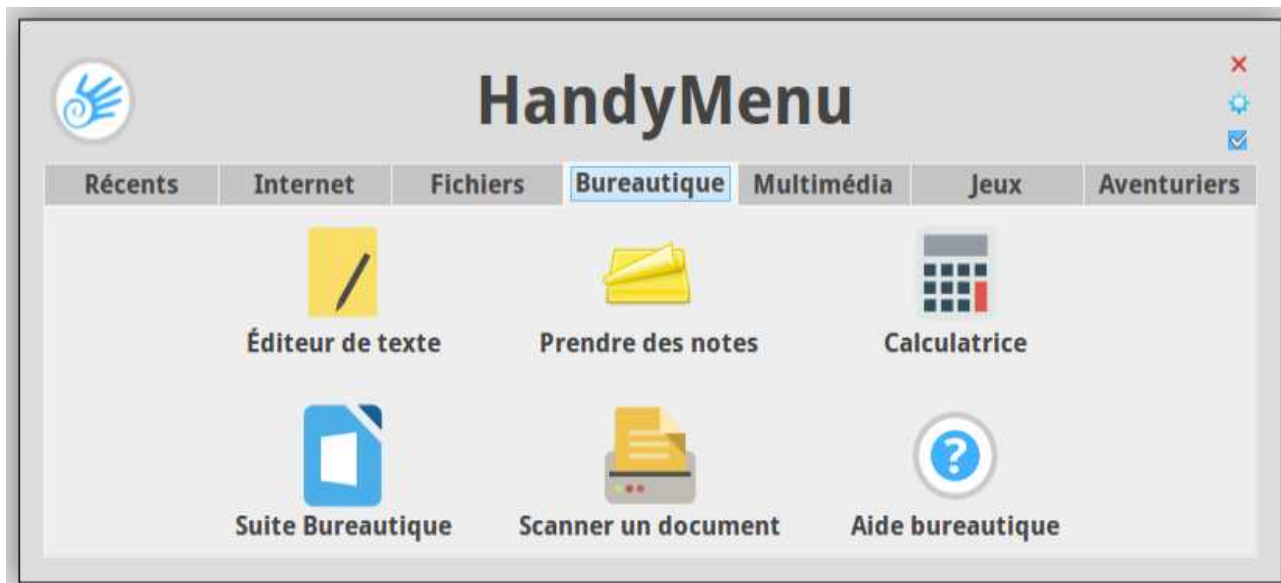 HandyMenu
Récents Internet Fichiers Bureautique Multimédia Jeux Aventuriers
Éditeur de texte Prendre des notes Calculatrice
Suite Bureautique Scanner un document Aide bureautique